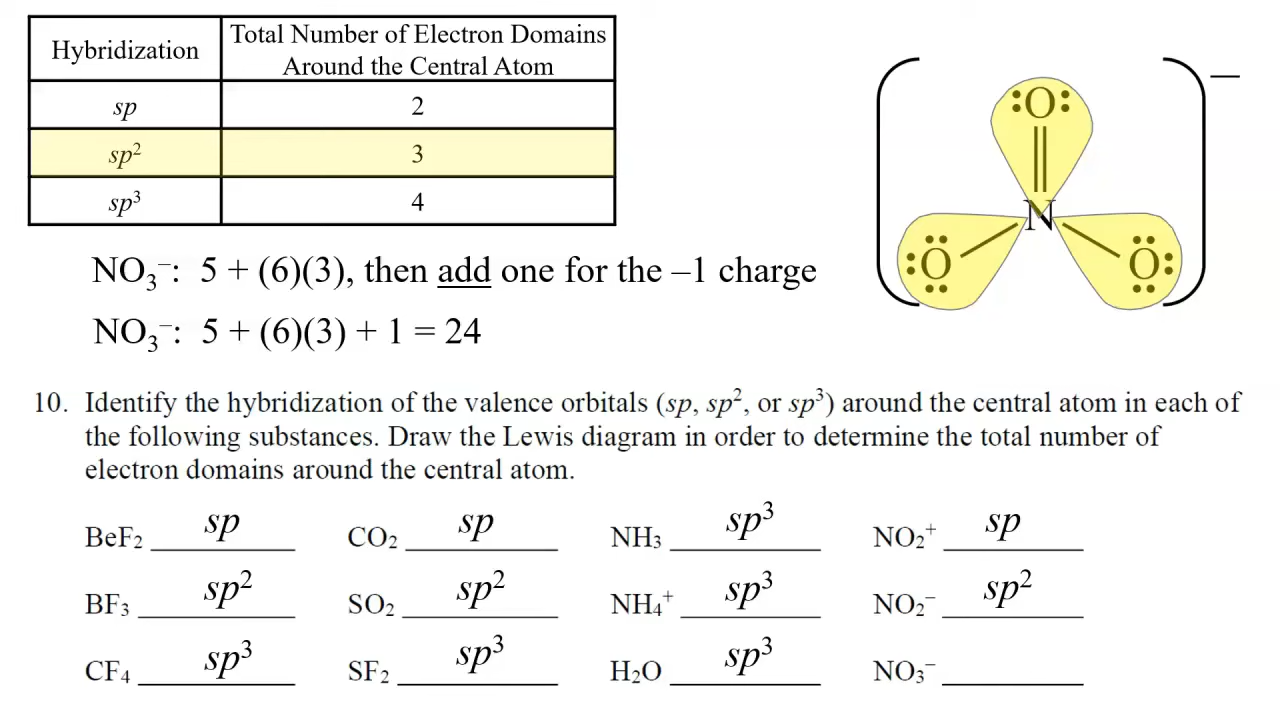 Hybridization
Total Number of Electron Domains
Around the Central Atom
sp
2
sp²
3
sp³
4
:O:
N
:O
O:
–
NO₃⁻: 5 + (6)(3), then add one for the –1 charge
NO₃⁻: 5 + (6)(3) + 1 = 24
10. Identify the hybridization of the valence orbitals (sp, sp², or sp³) around the central atom in each of
the following substances. Draw the Lewis diagram in order to determine the total number of
electron domains around the central atom.
BeF₂ sp CO₂ sp NH₃ sp³ NO₂⁺ sp
BF₃ sp² SO₂ sp² NH₄⁺ sp³ NO₂⁻ sp²
CF₄ sp³ SF₂ sp³ H₂O sp³ NO₃⁻ ________